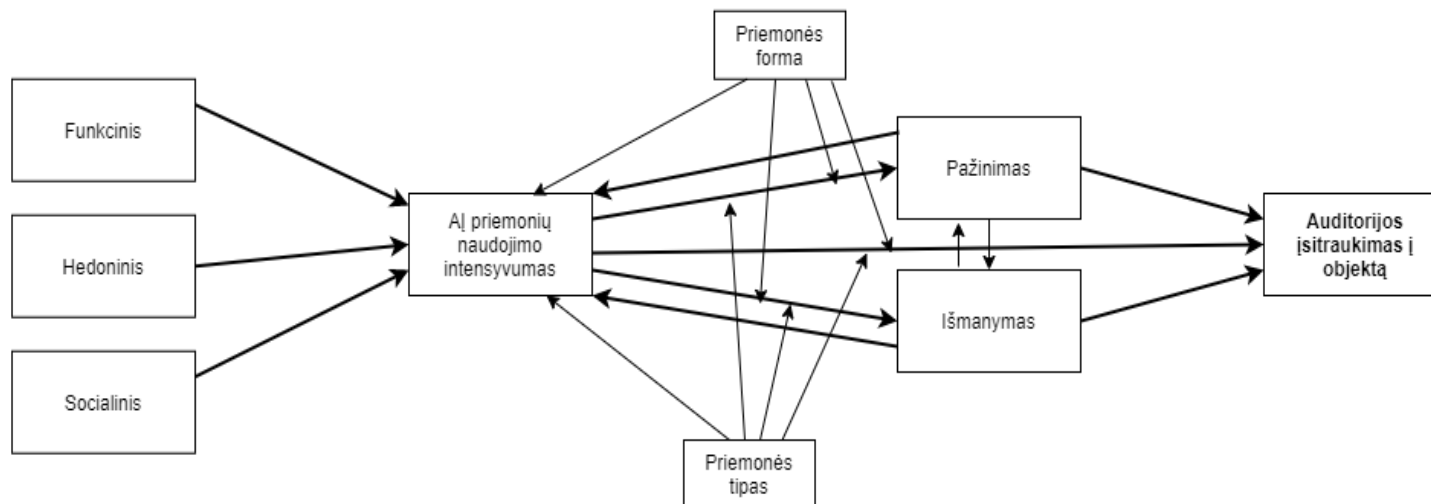 Priemonės
forma
Funkcinis
Pažinimas
AĮ priemonių
naudojimo
intensyvumas
Auditorijos
įsitraukimas į
objektą
Hedoninis
Išmanymas
Socialinis
Priemonės
tipas